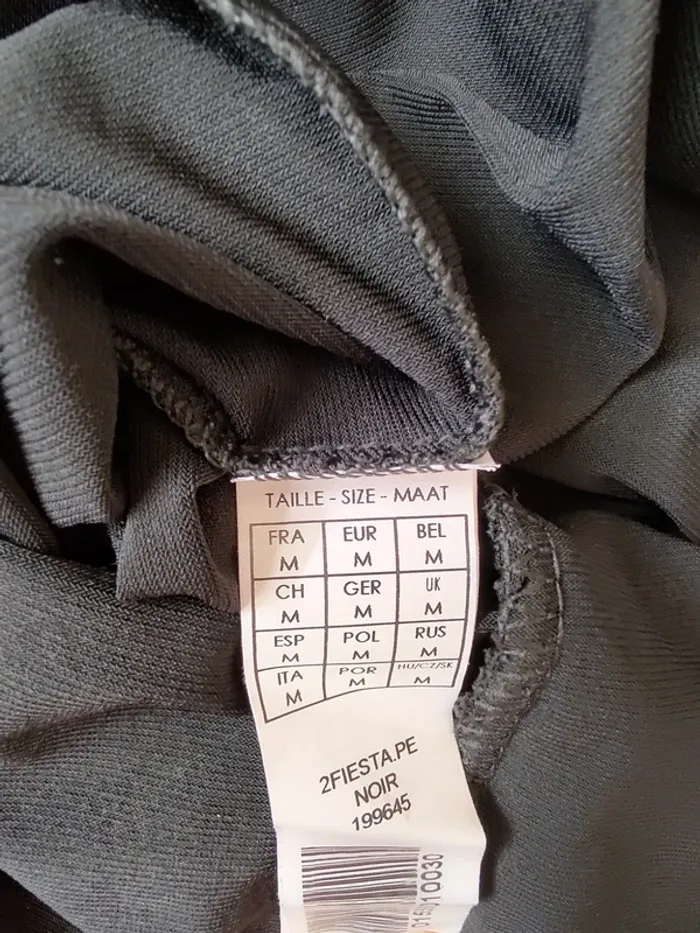 TAILLE - SIZE - MAAT
FRA EUR BEL
M M M
CH GER UK
M M M
ESP POL RUS
M M M
ITA POR HU/CZ/SK
M M M
2FIESTA.PE
NOIR
199645